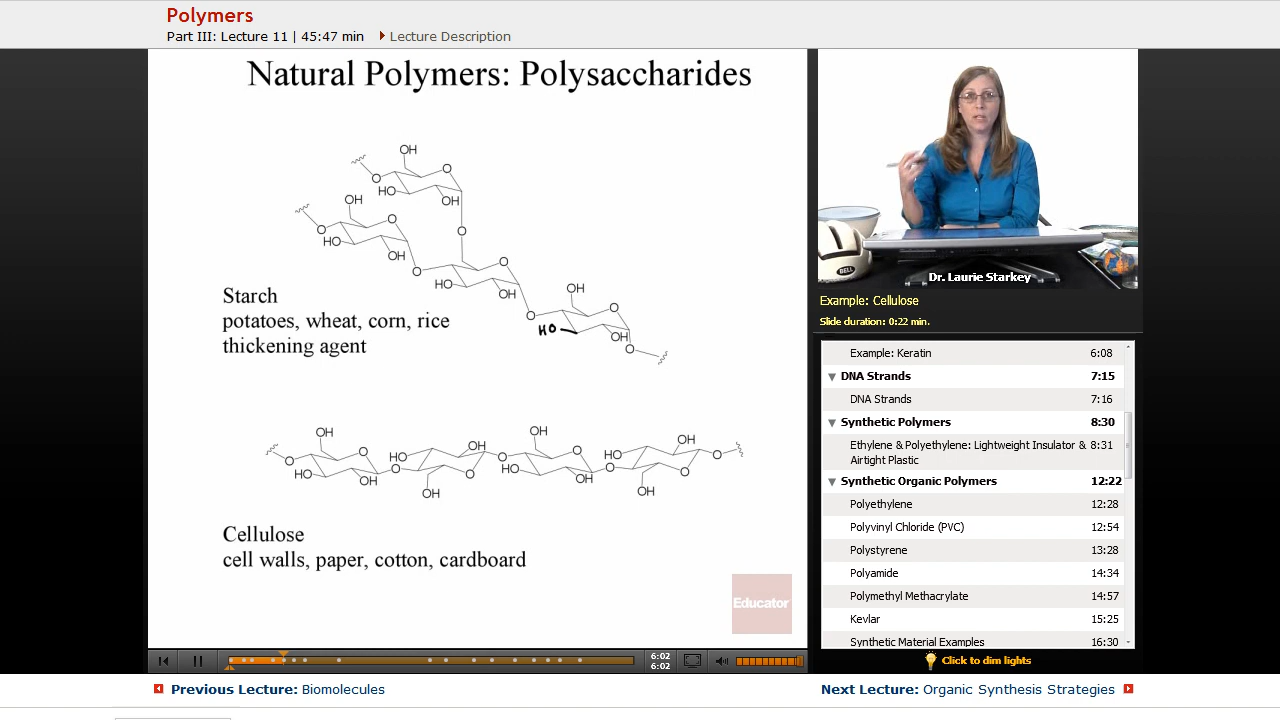 Polymers
Part III: Lecture 11 | 45:47 min
Lecture Description
Natural Polymers: Polysaccharides
OH
O
O
HO
OH
OH
O
O
HO
OH
O
O
O
HO
OH
OH
O
O
HO
OH
O
Starch
potatoes, wheat, corn, rice
thickening agent
OH
O
O
HO
OH
O
HO
OH
O
OH
O
OH
O
HO
OH
O
HO
OH
O
OH
O
Cellulose
cell walls, paper, cotton, cardboard
Educator
6:02
6:02
BELL
Dr. Laurie Starkey
Example: Cellulose
Slide duration: 0:22 min.
Example: Keratin 6:08
DNA Strands 7:15
DNA Strands 7:16
Synthetic Polymers 8:30
Ethylene & Polyethylene: Lightweight Insulator & 8:31
Airtight Plastic
Synthetic Organic Polymers 12:22
Polyethylene 12:28
Polyvinyl Chloride (PVC) 12:54
Polystyrene 13:28
Polyamide 14:34
Polymethyl Methacrylate 14:57
Kevlar 15:25
Synthetic Material Examples 16:30
Click to dim lights
Previous Lecture: Biomolecules
Next Lecture: Organic Synthesis Strategies